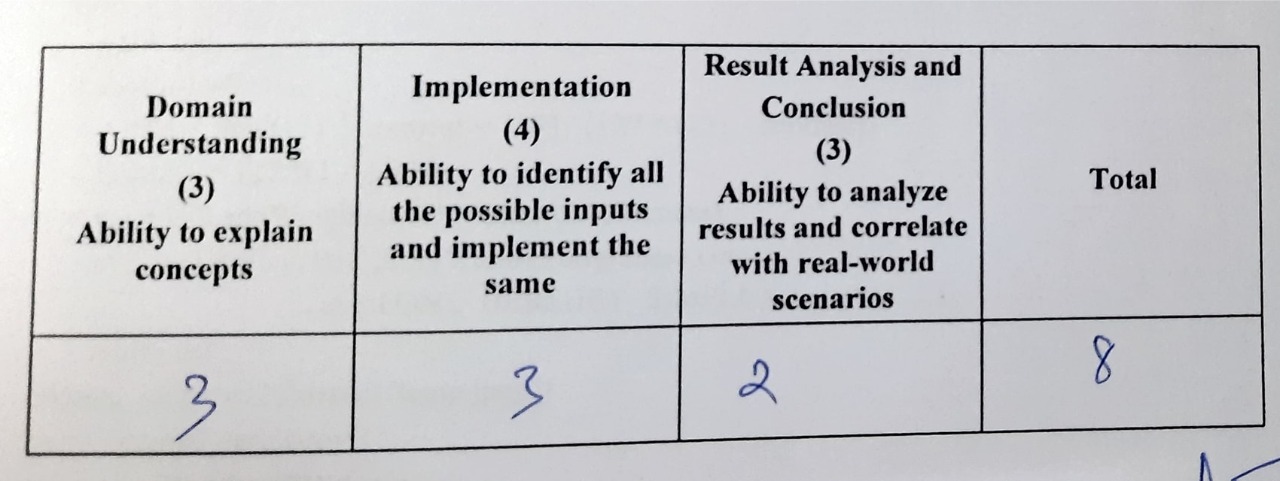 Domain
Understanding
(3)
Ability to explain
concepts
Implementation
(4)
Ability to identify all
the possible inputs
and implement the
same
Result Analysis and
Conclusion
(3)
Ability to analyze
results and correlate
with real-world
scenarios
Total
3
3
2
8